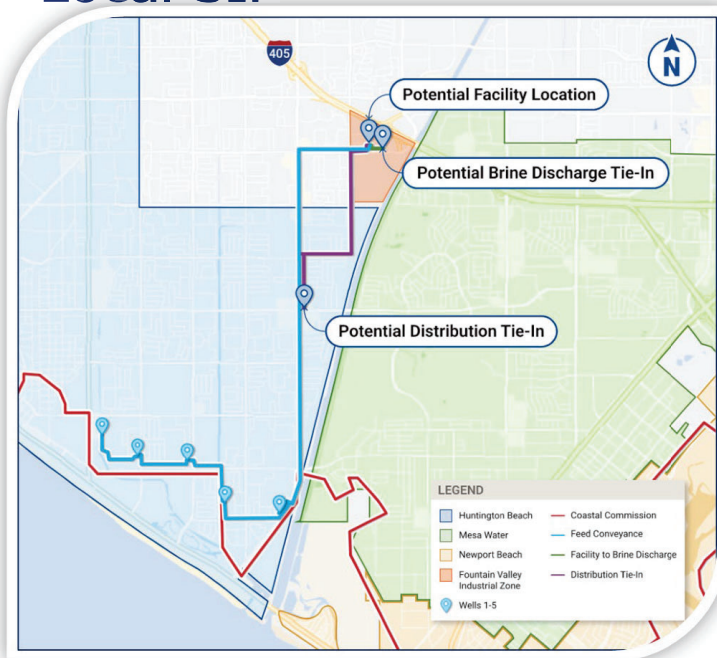 405
N
Potential Facility Location
Potential Brine Discharge Tie-In
Potential Distribution Tie-In
LEGEND
Huntington Beach
Mesa Water
Newport Beach
Fountain Valley
Industrial Zone
Wells 1-5
Coastal Commission
Feed Conveyance
Facility to Brine Discharge
Distribution Tie-In